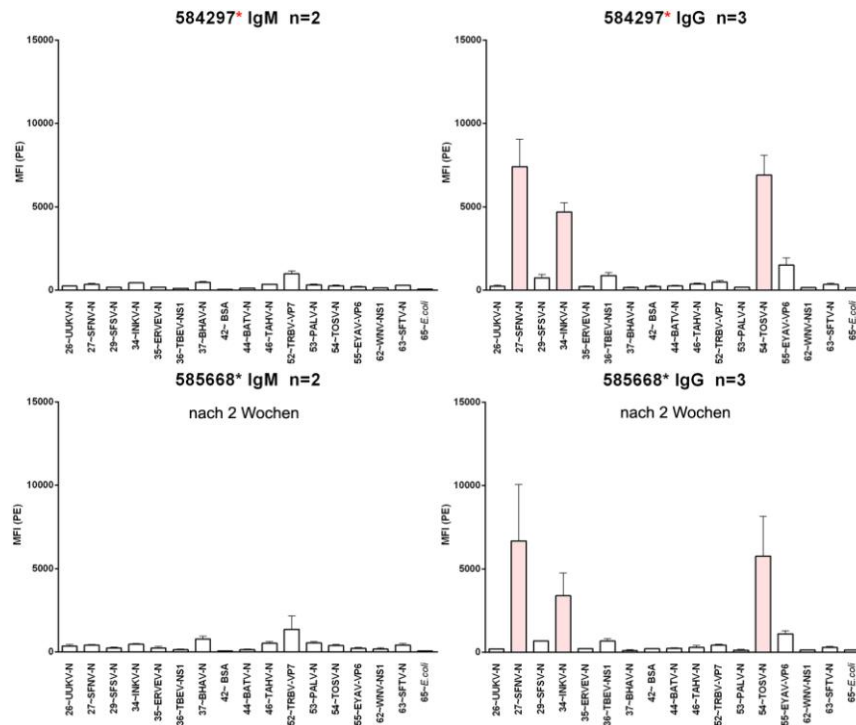 584297* IgM n=2
15000
10000
5000
0
MFI (PE)
26~UUKV-N
27~SFNV-N
29~SFSV-N
34~INKV-N
35~ERVEV-N
36~TBEV-NS1
37~BHAV-N
42~ BSA
44~BATV-N
46~TAHV-N
52~TRBV-VP7
53~PALV-N
54~TOSV-N
55~EYAV-VP6
62~WNV-NS1
63~SFTV-N
65~E.coli
584297* IgG n=3
15000
10000
5000
0
MFI (PE)
26~UUKV-N
27~SFNV-N
29~SFSV-N
34~INKV-N
35~ERVEV-N
36~TBEV-NS1
37~BHAV-N
42~ BSA
44~BATV-N
46~TAHV-N
52~TRBV-VP7
53~PALV-N
54~TOSV-N
55~EYAV-VP6
62~WNV-NS1
63~SFTV-N
65~E.coli
585668* IgM n=2
nach 2 Wochen
15000
10000
5000
0
MFI (PE)
26~UUKV-N
27~SFNV-N
29~SFSV-N
34~INKV-N
35~ERVEV-N
36~TBEV-NS1
37~BHAV-N
42~ BSA
44~BATV-N
46~TAHV-N
52~TRBV-VP7
53~PALV-N
54~TOSV-N
55~EYAV-VP6
62~WNV-NS1
63~SFTV-N
65~E.coli
585668* IgG n=3
nach 2 Wochen
15000
10000
5000
0
MFI (PE)
26~UUKV-N
27~SFNV-N
29~SFSV-N
34~INKV-N
35~ERVEV-N
36~TBEV-NS1
37~BHAV-N
42~ BSA
44~BATV-N
46~TAHV-N
52~TRBV-VP7
53~PALV-N
54~TOSV-N
55~EYAV-VP6
62~WNV-NS1
63~SFTV-N
65~E.coli